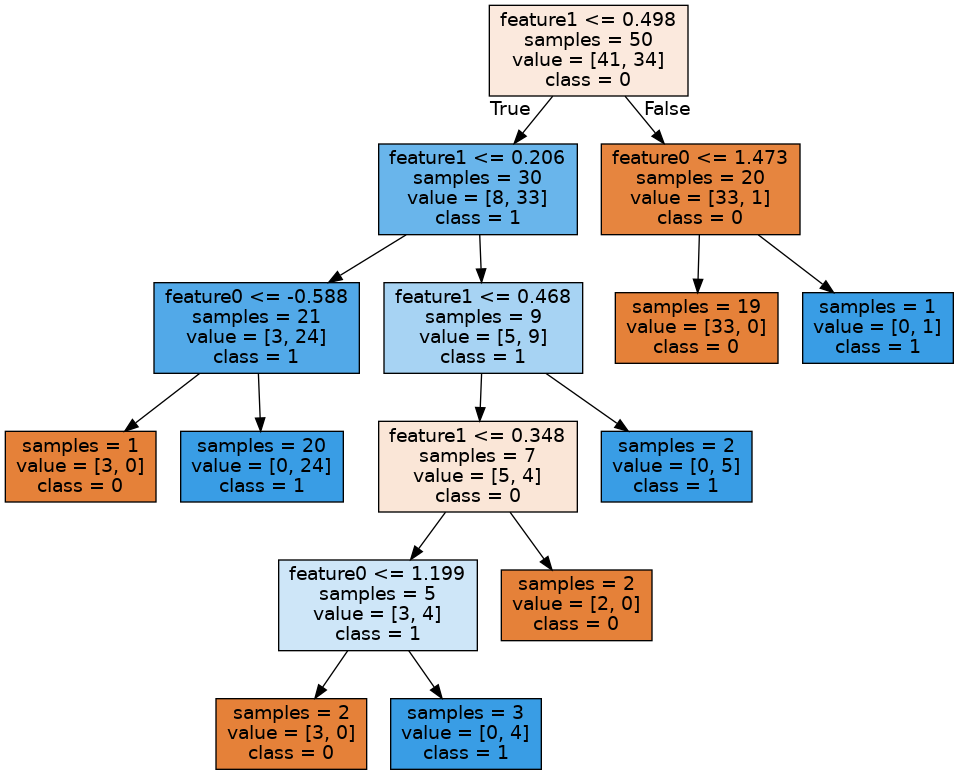 feature1 <= 0.498
samples = 50
value = [41, 34]
class = 0
True
False
feature1 <= 0.206
samples = 30
value = [8, 33]
class = 1
feature0 <= 1.473
samples = 20
value = [33, 1]
class = 0
feature0 <= -0.588
samples = 21
value = [3, 24]
class = 1
feature1 <= 0.468
samples = 9
value = [5, 9]
class = 1
samples = 19
value = [33, 0]
class = 0
samples = 1
value = [0, 1]
class = 1
samples = 1
value = [3, 0]
class = 0
samples = 20
value = [0, 24]
class = 1
feature1 <= 0.348
samples = 7
value = [5, 4]
class = 0
samples = 2
value = [0, 5]
class = 1
feature0 <= 1.199
samples = 5
value = [3, 4]
class = 1
samples = 2
value = [2, 0]
class = 0
samples = 2
value = [3, 0]
class = 0
samples = 3
value = [0, 4]
class = 1